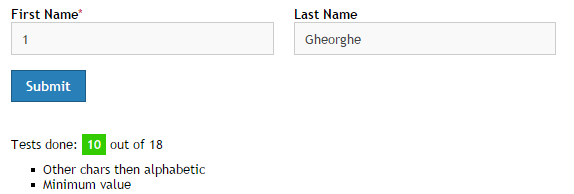 First Name*
Last Name
1
Gheorghe
Submit
Tests done: 10 out of 18
Other chars then alphabetic
Minimum value